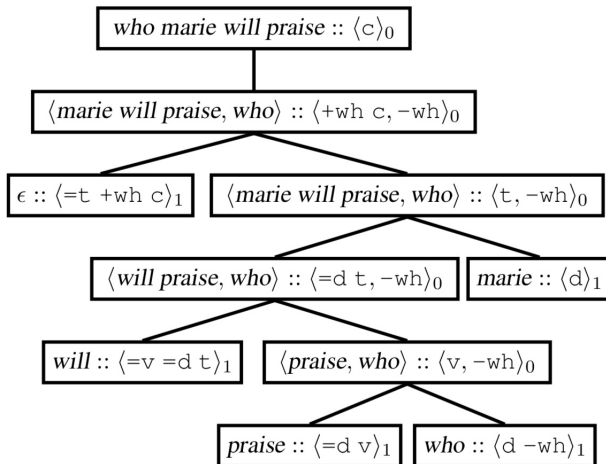 who marie will praise :: ⟨c⟩₀
⟨marie will praise, who⟩ :: ⟨+wh c, -wh⟩₀
ϵ :: ⟨=t +wh c⟩₁ ⟨marie will praise, who⟩ :: ⟨t, -wh⟩₀
⟨will praise, who⟩ :: ⟨=d t, -wh⟩₀ marie :: ⟨d⟩₁
will :: ⟨=v =d t⟩₁ ⟨praise, who⟩ :: ⟨v, -wh⟩₀
praise :: ⟨=d v⟩₁ who :: ⟨d -wh⟩₁